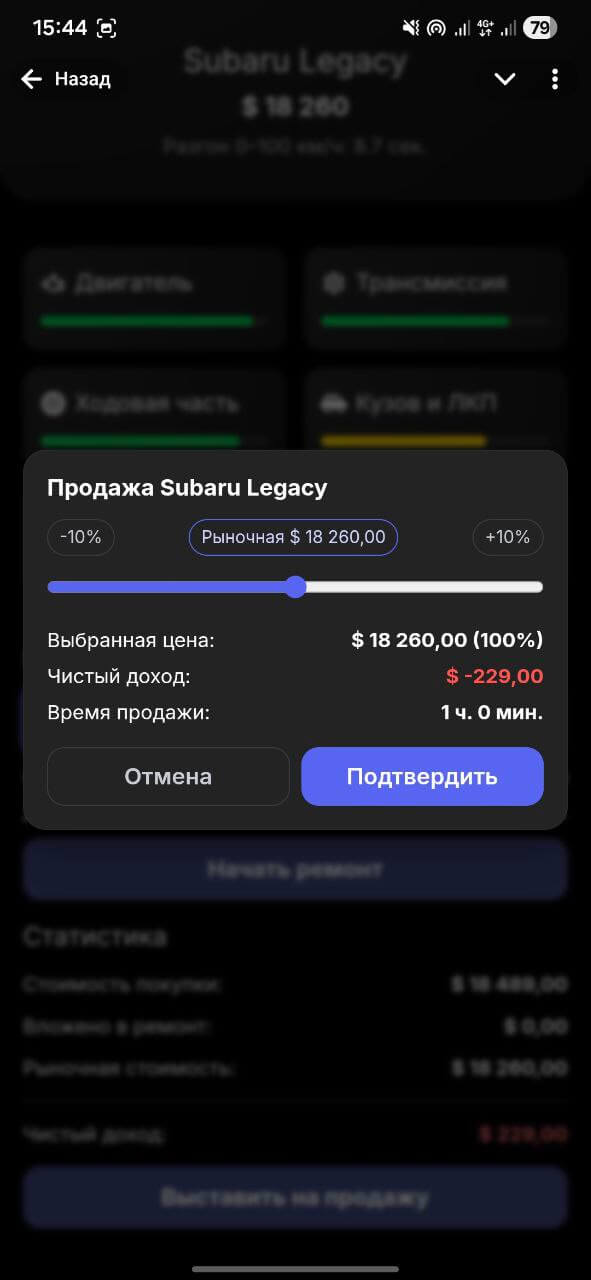 15:44
4G+
79
Subaru Legacy
Назад
$ 18 260
Разгон 0-100 км/ч: 8.7 сек.
Двигатель
Трансмиссия
Ходовая часть
Кузов и ЛКП
Продажа Subaru Legacy
-10%
Рыночная $ 18 260,00
+10%
Выбранная цена: $ 18 260,00 (100%)
Чистый доход: $ -229,00
Время продажи: 1 ч. 0 мин.
Отмена
Подтвердить
Начать ремонт
Статистика
Стоимость покупки: $ 18 489,00
Вложено в ремонт: $ 0,00
Рыночная стоимость: $ 18 260,00
Чистый доход: $ 229,00
Выставить на продажу